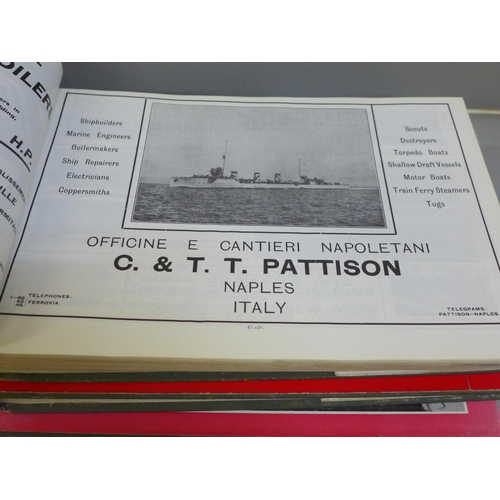 OILER
H.P.
Shipbuilders
Marine Engineers
Boilermakers
Ship Repairers
Electricians
Coppersmiths
Scouts
Destroyers
Torpedo Boats
Shallow Draft Vessels
Motor Boats
Train Ferry Steamers
Tugs
OFFICINE E CANTIERI NAPOLETANI
C. & T. T. PATTISON
NAPLES
ITALY
TELEPHONES.
FERROVIA
TELEGRAMS.
PATTISON—NAPLES.